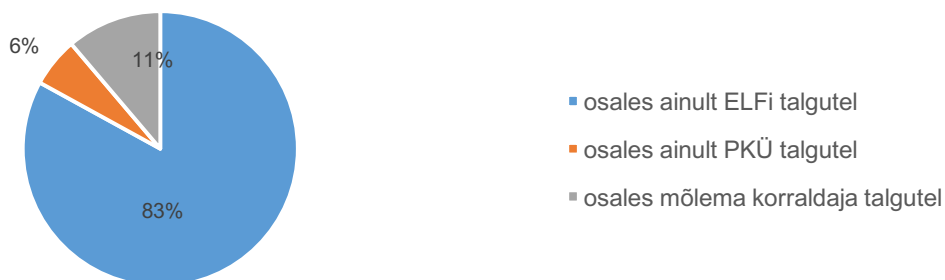 6%
11%
83%
osales ainult ELFi talgutel
osales ainult PKÜ talgutel
osales mõlema korraldaja talgutel